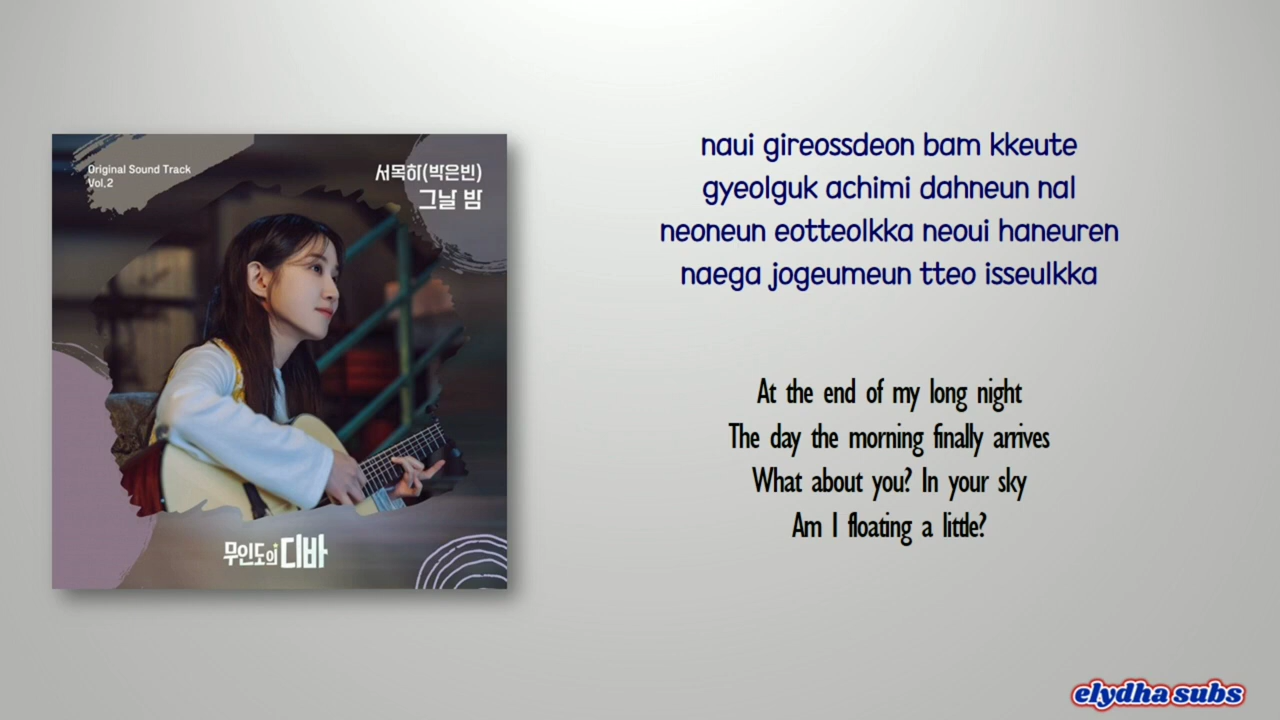 Original Sound Track
Vol.2
서목하(박은빈)
그날 밤
무인도의 디바
naui gireossdeon bam kkeute
gyeolguk achimi dahneun nal
neoneun eotteolkka neoui haneuren
naega jogeumeun tteo isseulkka
At the end of my long night
The day the morning finally arrives
What about you? In your sky
Am I floating a little?
elydha subs